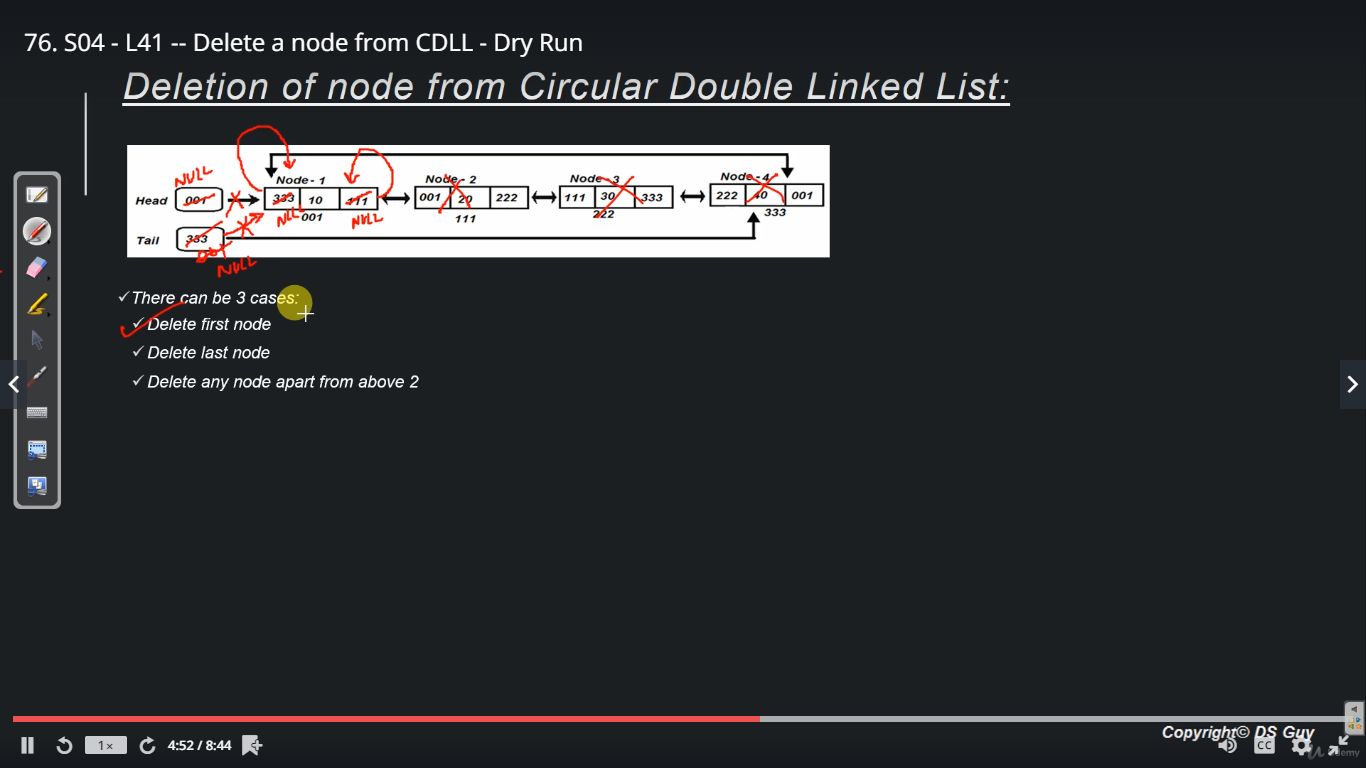 76. S04 - L41 -- Delete a node from CDLL - Dry Run
Deletion of node from Circular Double Linked List:
NULL
Node- 1 Node- 2 Node-3 Node-4
Head 001 333 10 111 001 20 222 111 30 333 222 40 001
NULL 001 NULL 111 222 333
Tail 333
001
NULL
✓There can be 3 cases:
✓Delete first node
✓Delete last node
✓Delete any node apart from above 2
Copyright© DS Guy
1× 4:52 / 8:44 CC